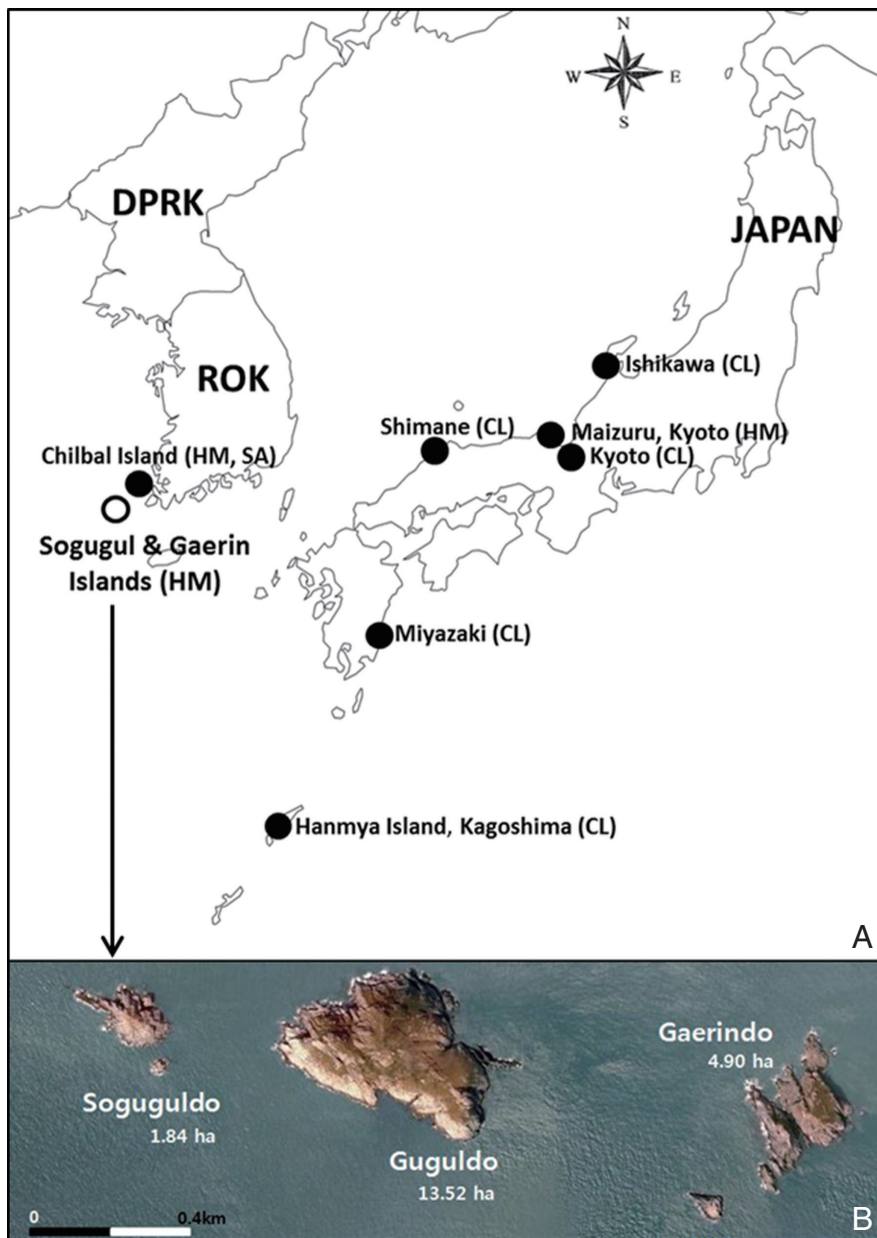 N
W E
S
DPRK
JAPAN
ROK
Ishikawa (CL)
Shimane (CL)
Maizuru, Kyoto (HM)
Kyoto (CL)
Chilbal Island (HM, SA)
Sogugul & Gaerin
Islands (HM)
Miyazaki (CL)
Hanmya Island, Kagoshima (CL)
A
Gaerindo
4.90 ha
Soguguldo
1.84 ha
Guguldo
13.52 ha
0 0.4km
B